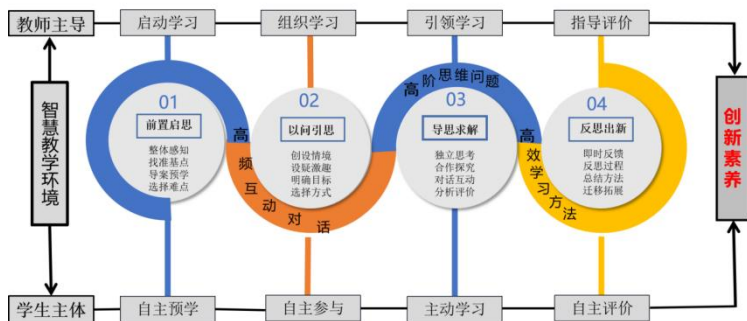 教师主导
启动学习
组织学习
引领学习
指导评价
智慧教学环境
01
前置启思
整体感知
找准基点
导案预学
选择难点
高频互动对话
02
以问引思
创设情境
设疑激趣
明确目标
选择方式
高阶思维问题
03
导思求解
独立思考
合作探究
对话互动
分析评价
高效学习方法
04
反思出新
即时反馈
反思过程
总结方法
迁移拓展
创新素养
学生主体
自主预学
自主参与
主动学习
自主评价